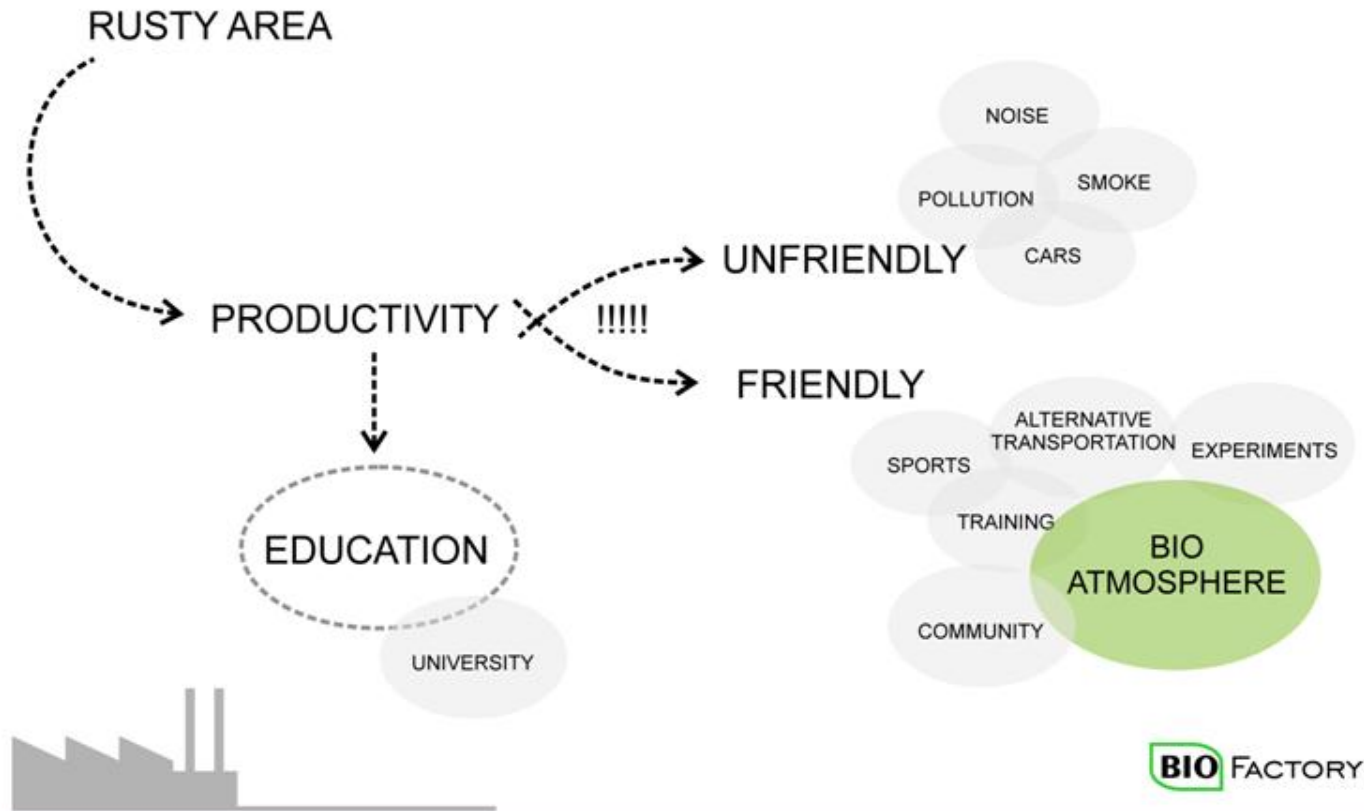 RUSTY AREA
NOISE
SMOKE
POLLUTION
UNFRIENDLY
CARS
PRODUCTIVITY
!!!!!
FRIENDLY
ALTERNATIVE
TRANSPORTATION
EXPERIMENTS
SPORTS
TRAINING
BIO
ATMOSPHERE
EDUCATION
COMMUNITY
UNIVERSITY
BIO FACTORY